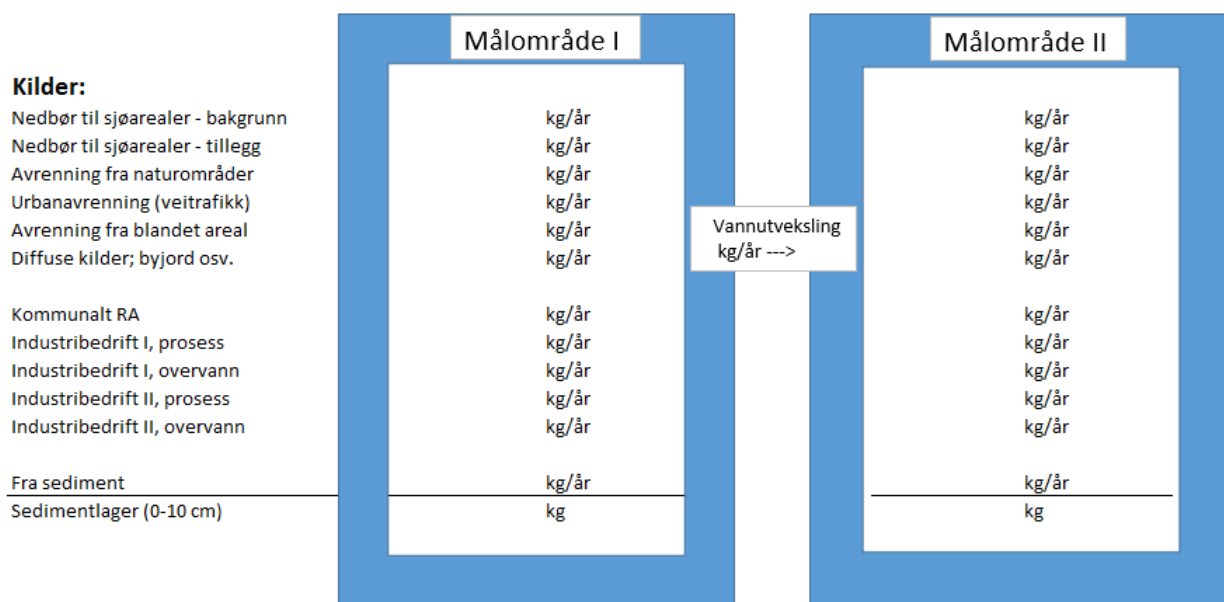 Målområde I Målområde II
Kilder:
Nedbør til sjøarealer - bakgrunn kg/år kg/år
Nedbør til sjøarealer - tillegg kg/år kg/år
Avrenning fra naturområder kg/år kg/år
Urbanavrenning (veitrafikk) kg/år kg/år
Avrenning fra blandet areal kg/år Vannutveksling kg/år
Diffuse kilder; byjord osv. kg/år kg/år ---> kg/år
Kommunalt RA kg/år kg/år
Industribedrift I, prosess kg/år kg/år
Industribedrift I, overvann kg/år kg/år
Industribedrift II, prosess kg/år kg/år
Industribedrift II, overvann kg/år kg/år
Fra sediment kg/år kg/år
Sedimentlager (0-10 cm) kg kg